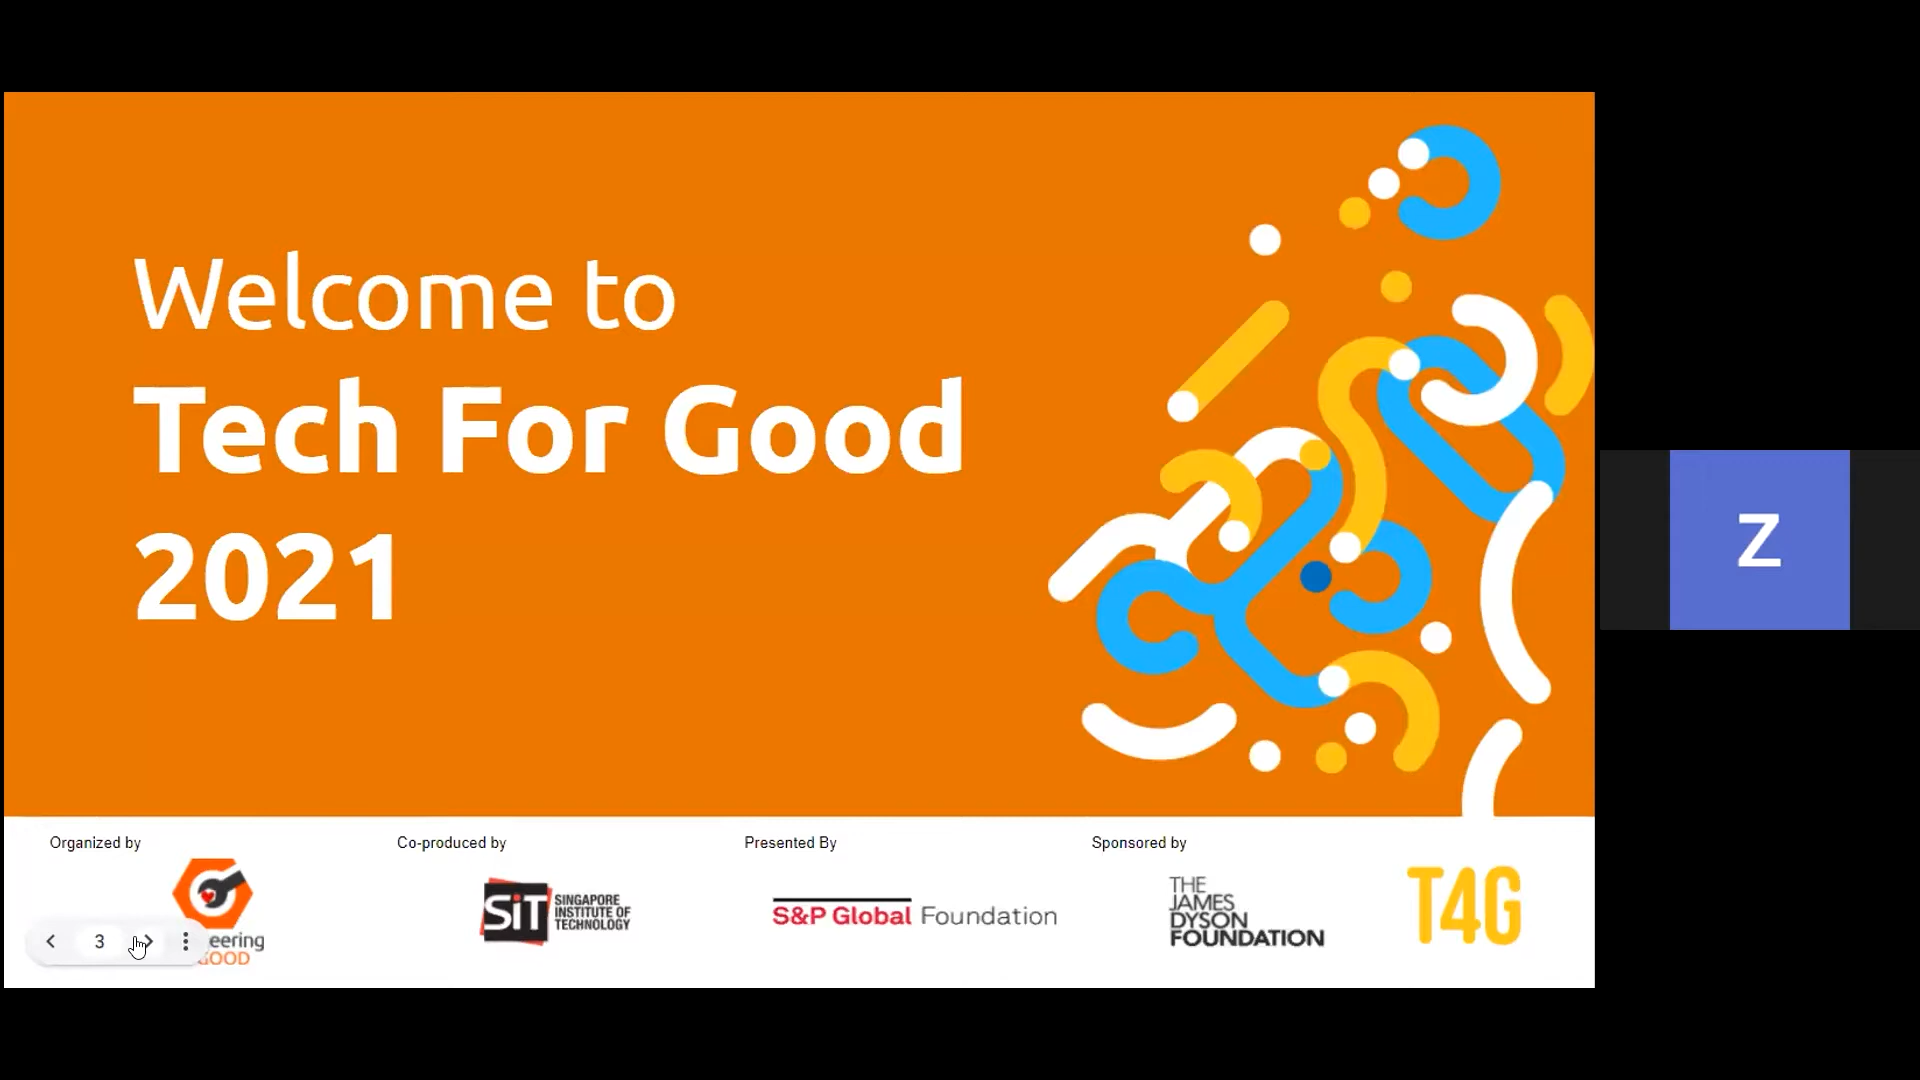 Welcome to
Tech For Good
2021
Z
Organized by
Co-produced by
Presented By
Sponsored by
SiT
SINGAPORE
INSTITUTE OF
TECHNOLOGY
S&P Global Foundation
THE
JAMES
DYSON
FOUNDATION
T4G
3
eering
GOOD